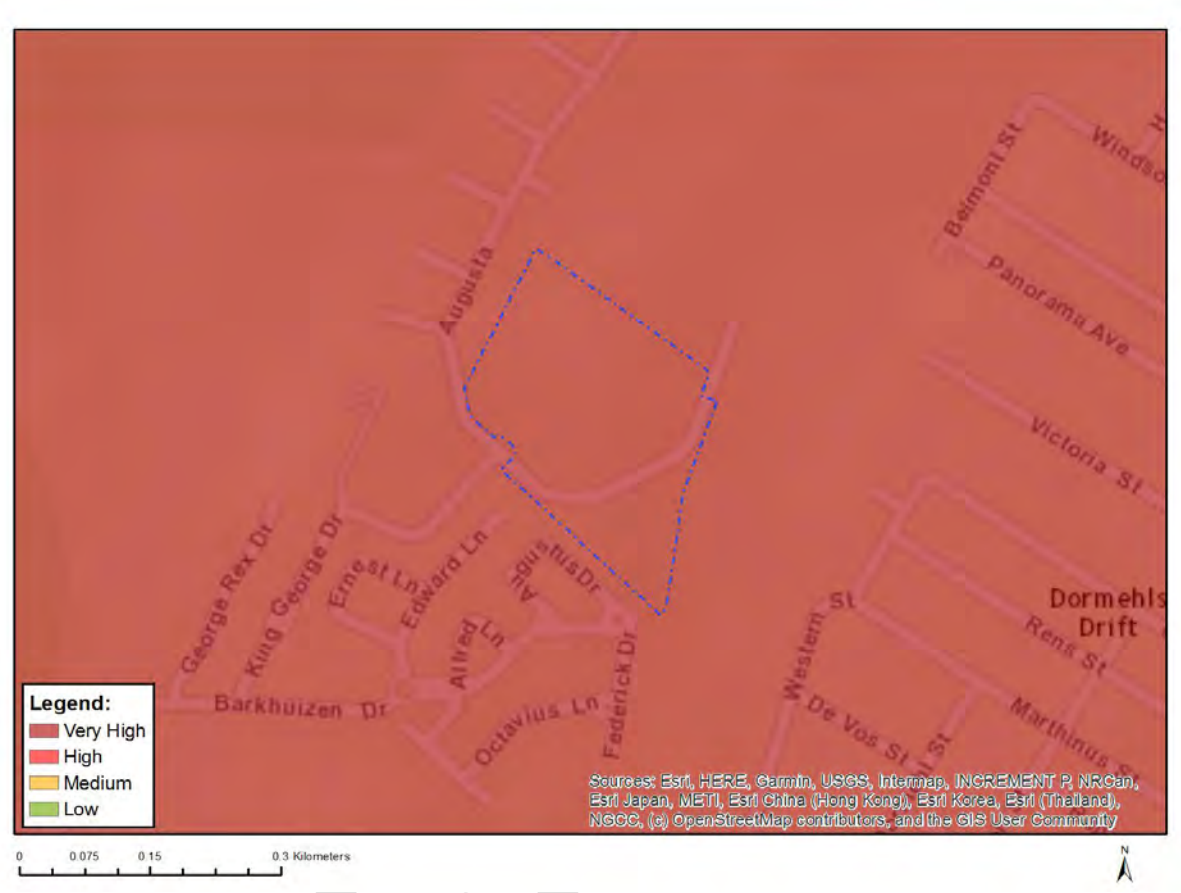 Windso
H
Belmont St
Panorama Ave
Augusta
Victoria St
George Rex Dr
King George Dr
Ernest Ln
Edward Ln
Augustus Dr
Alfred Ln
Western St
Dormehls
Drift
Rens St
Federick Dr
Barkhuizen Dr
Octavius Ln
De Vos St
Marthinus St
St
Legend:
Very High
High
Medium
Low
Sources: Esri, HERE, Garmin, USGS, Intermap, INCREMENT P, NRCan,
Esri Japan, METI, Esri China (Hong Kong), Esri Korea, Esri (Thailand),
NGCC, (c) OpenStreetMap contributors, and the GIS User Community
0 0.075 0.15 0.3 Kilometers
N